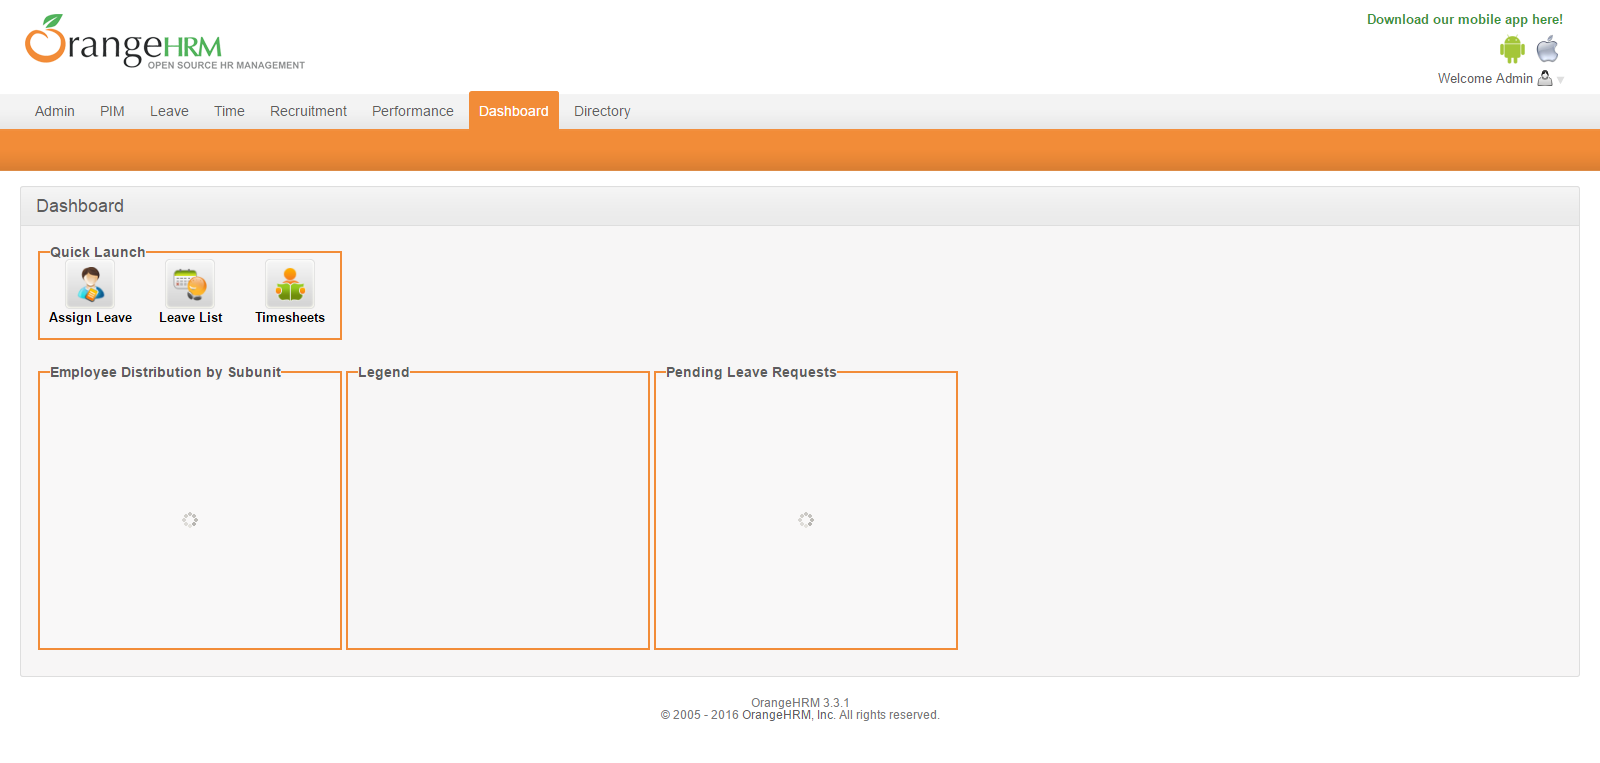 OrangeHRM
OPEN SOURCE HR MANAGEMENT
Download our mobile app here!
Welcome Admin
Admin PIM Leave Time Recruitment Performance Dashboard Directory
Dashboard
Quick Launch
Assign Leave Leave List Timesheets
Employee Distribution by Subunit Legend Pending Leave Requests
OrangeHRM 3.3.1
© 2005 - 2016 OrangeHRM, Inc. All rights reserved.